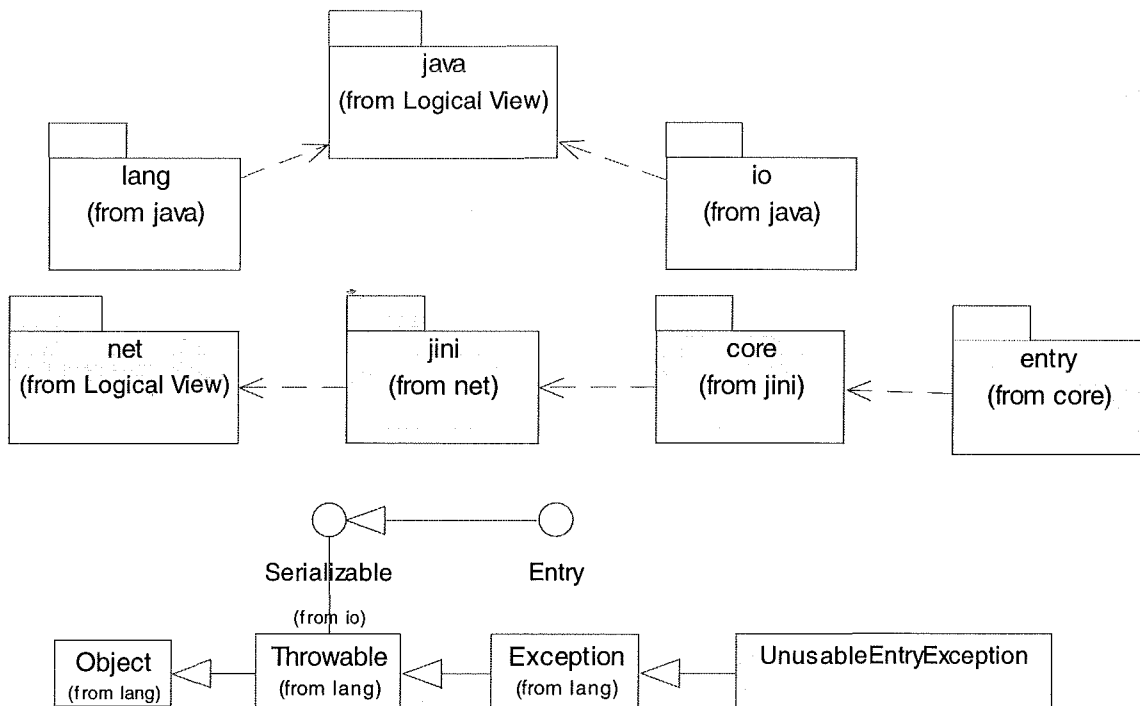 java
(from Logical View)
lang
(from java)
io
(from java)
net
(from Logical View)
jini
(from net)
core
(from jini)
entry
(from core)
Serializable
(from io)
Entry
Object
(from lang)
Throwable
(from lang)
Exception
(from lang)
UnusableEntryException